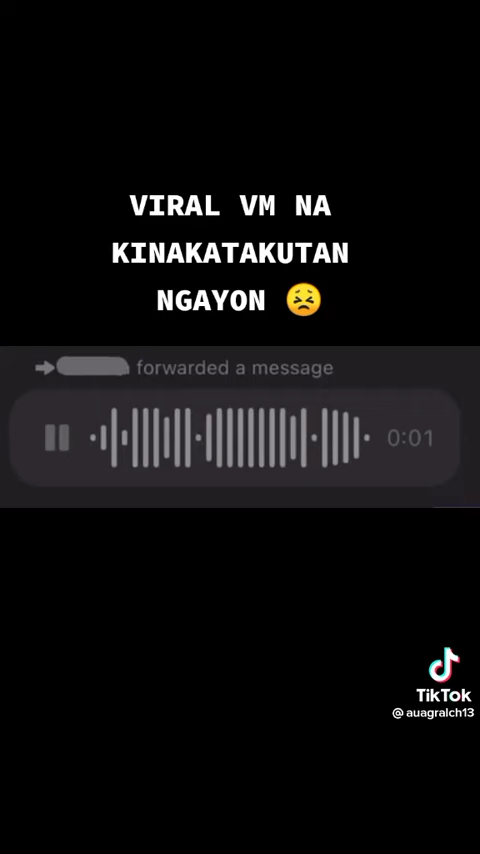 VIRAL VM NA
KINAKATAKUTAN
NGAYON 😣
forwarded a message
0:01
TikTok
@ auagralch13